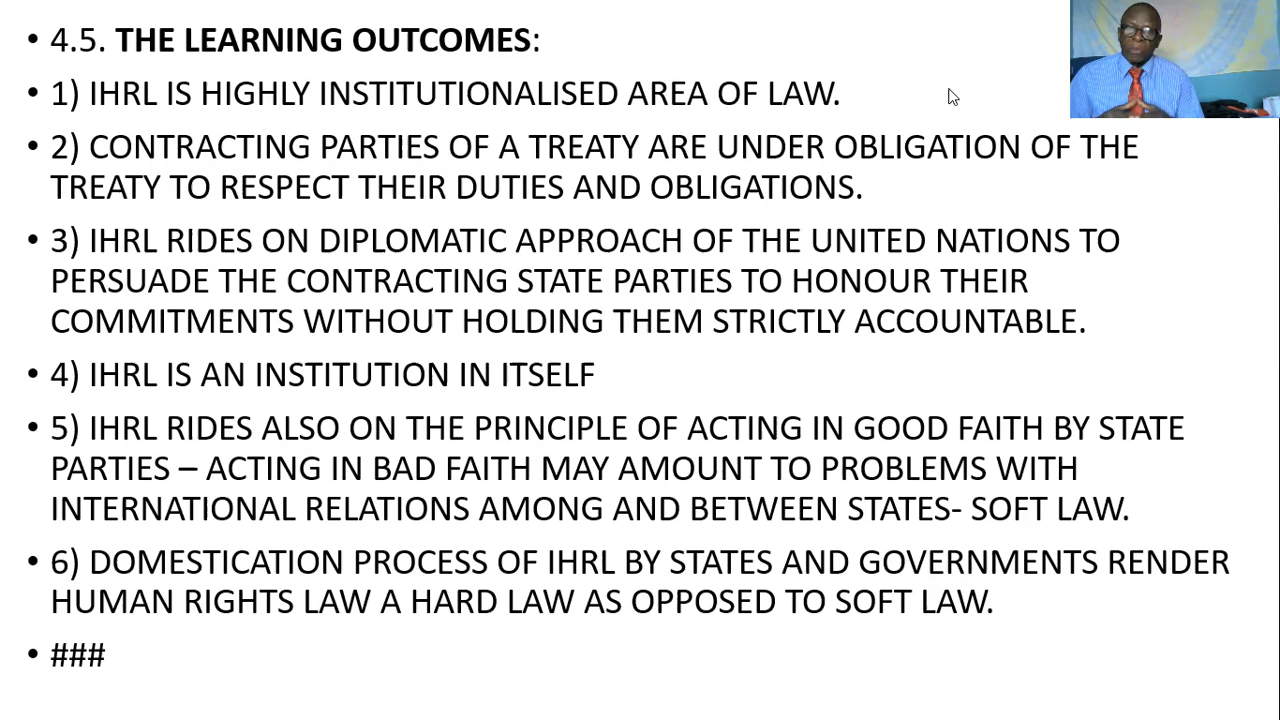 • 4.5. THE LEARNING OUTCOMES:
• 1) IHRL IS HIGHLY INSTITUTIONALISED AREA OF LAW.
• 2) CONTRACTING PARTIES OF A TREATY ARE UNDER OBLIGATION OF THE
TREATY TO RESPECT THEIR DUTIES AND OBLIGATIONS.
• 3) IHRL RIDES ON DIPLOMATIC APPROACH OF THE UNITED NATIONS TO
PERSUADE THE CONTRACTING STATE PARTIES TO HONOUR THEIR
COMMITMENTS WITHOUT HOLDING THEM STRICTLY ACCOUNTABLE.
• 4) IHRL IS AN INSTITUTION IN ITSELF
• 5) IHRL RIDES ALSO ON THE PRINCIPLE OF ACTING IN GOOD FAITH BY STATE
PARTIES – ACTING IN BAD FAITH MAY AMOUNT TO PROBLEMS WITH
INTERNATIONAL RELATIONS AMONG AND BETWEEN STATES- SOFT LAW.
• 6) DOMESTICATION PROCESS OF IHRL BY STATES AND GOVERNMENTS RENDER
HUMAN RIGHTS LAW A HARD LAW AS OPPOSED TO SOFT LAW.
• ###